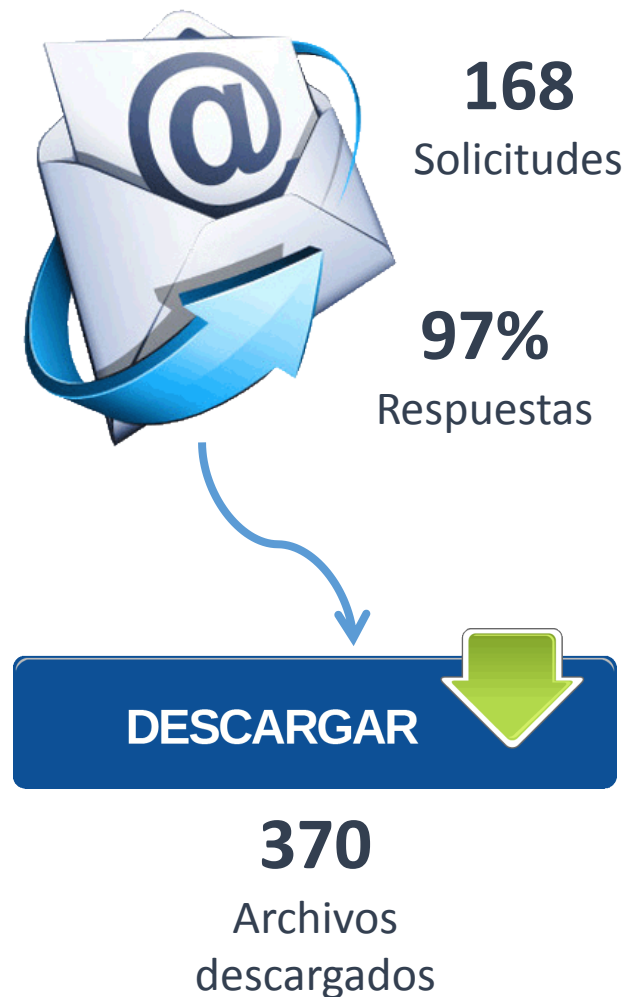 @
168
Solicitudes
97%
Respuestas
DESCARGAR
370
Archivos
descargados